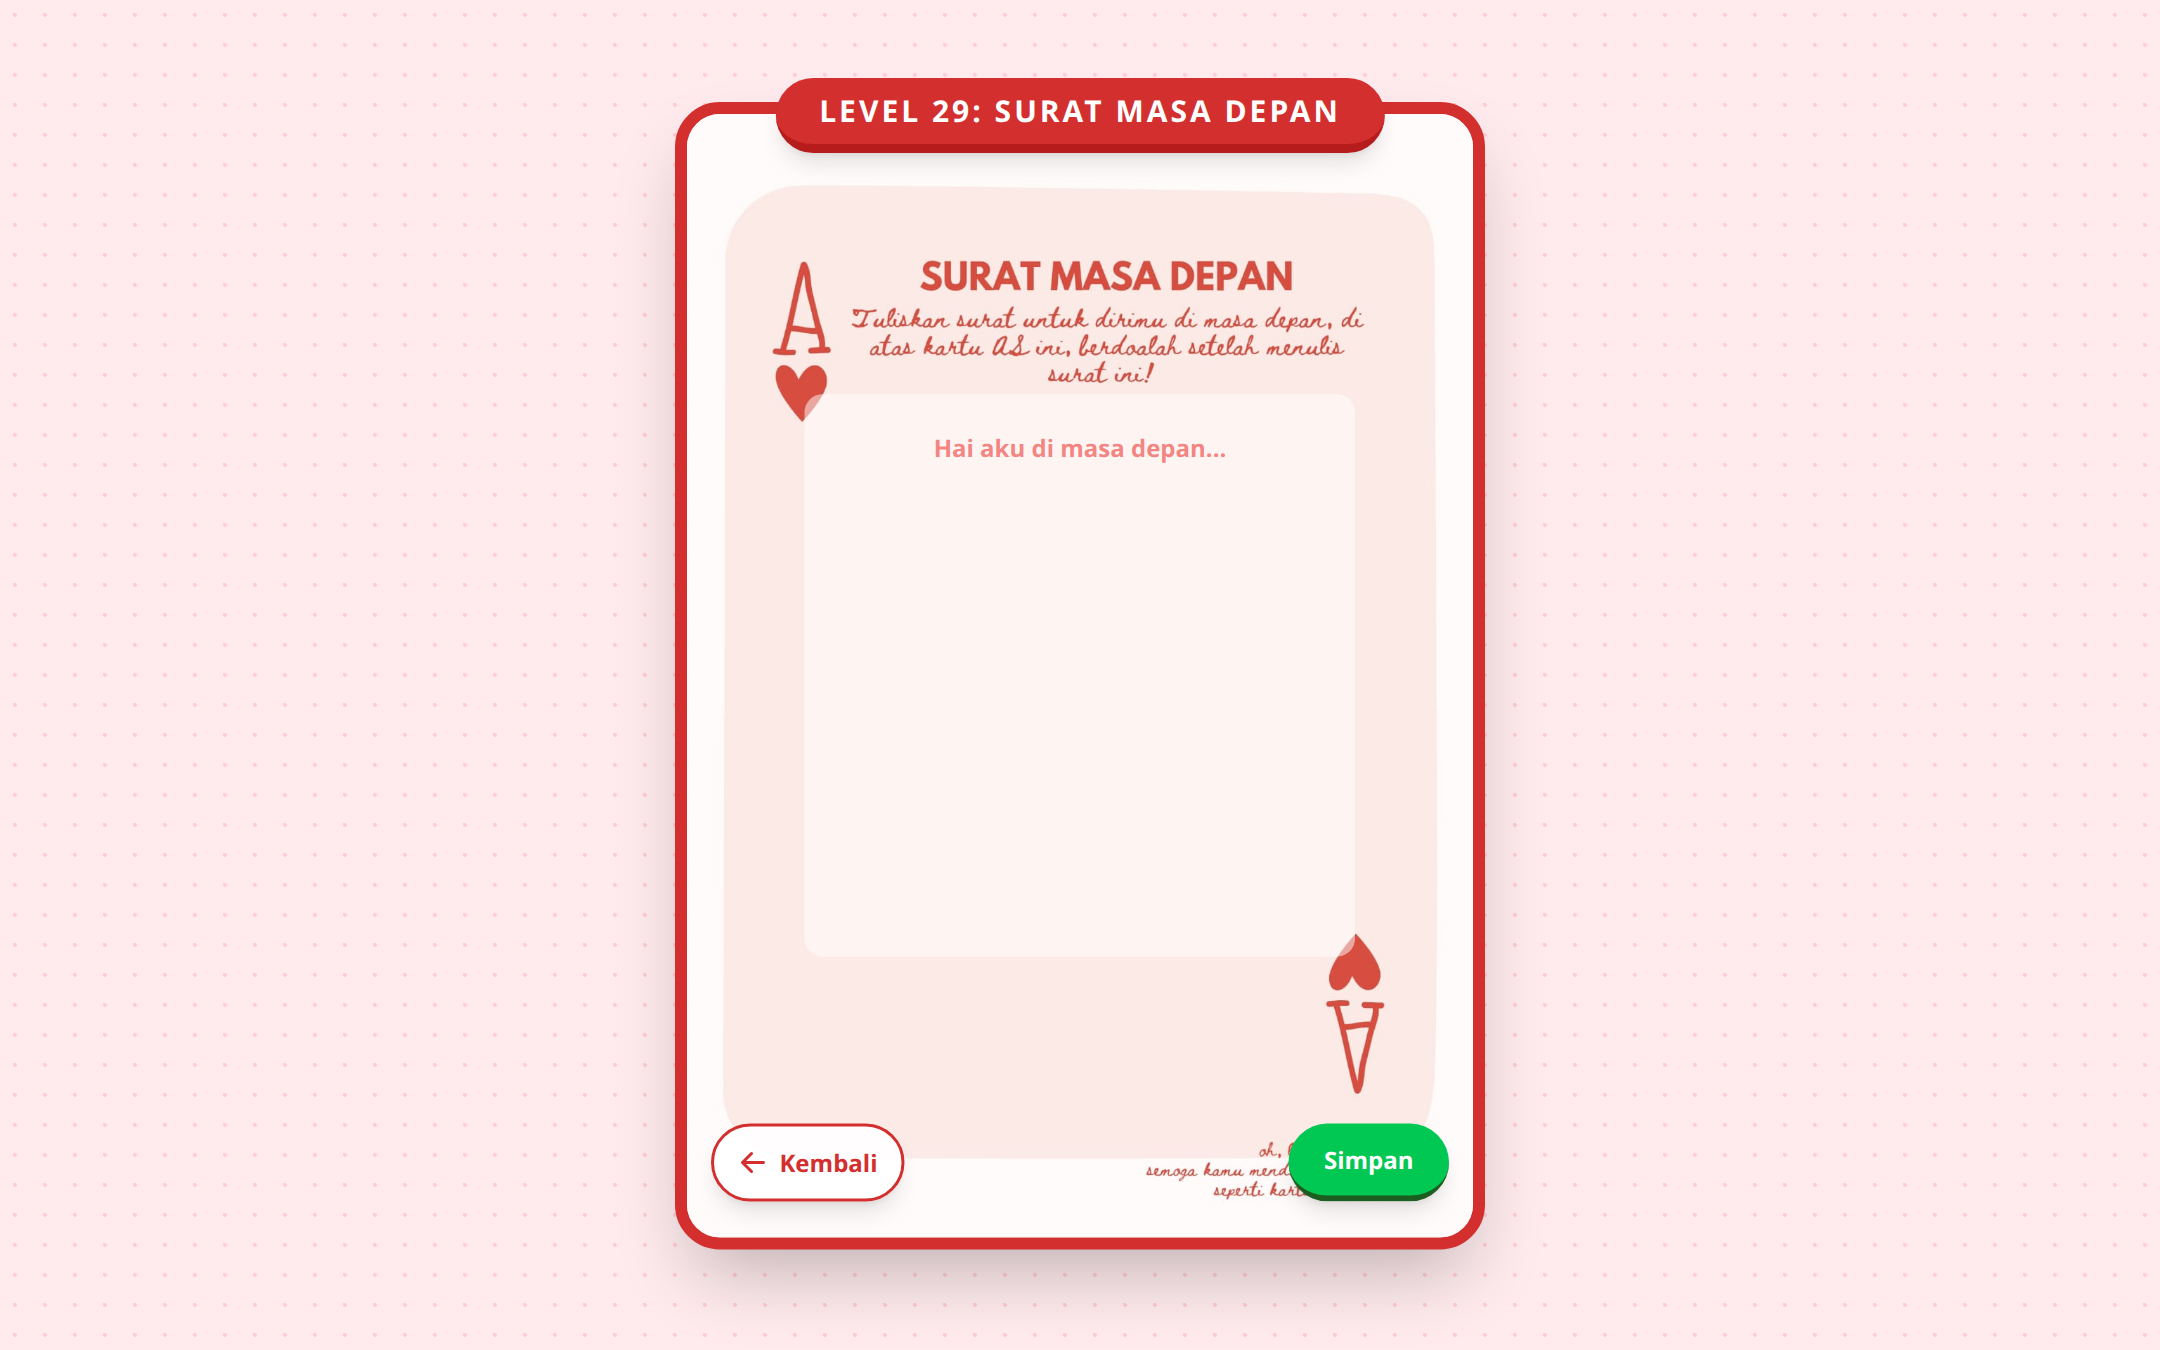 LEVEL 29: SURAT MASA DEPAN
A
SURAT MASA DEPAN
Tuliskan surat untuk dirimu di masa depan, di
atas kartu AS ini, berdoalah setelah menulis
surat ini!
Hai aku di masa depan...
A
oh,
semoga kamu
seperti
Kembali
Simpan